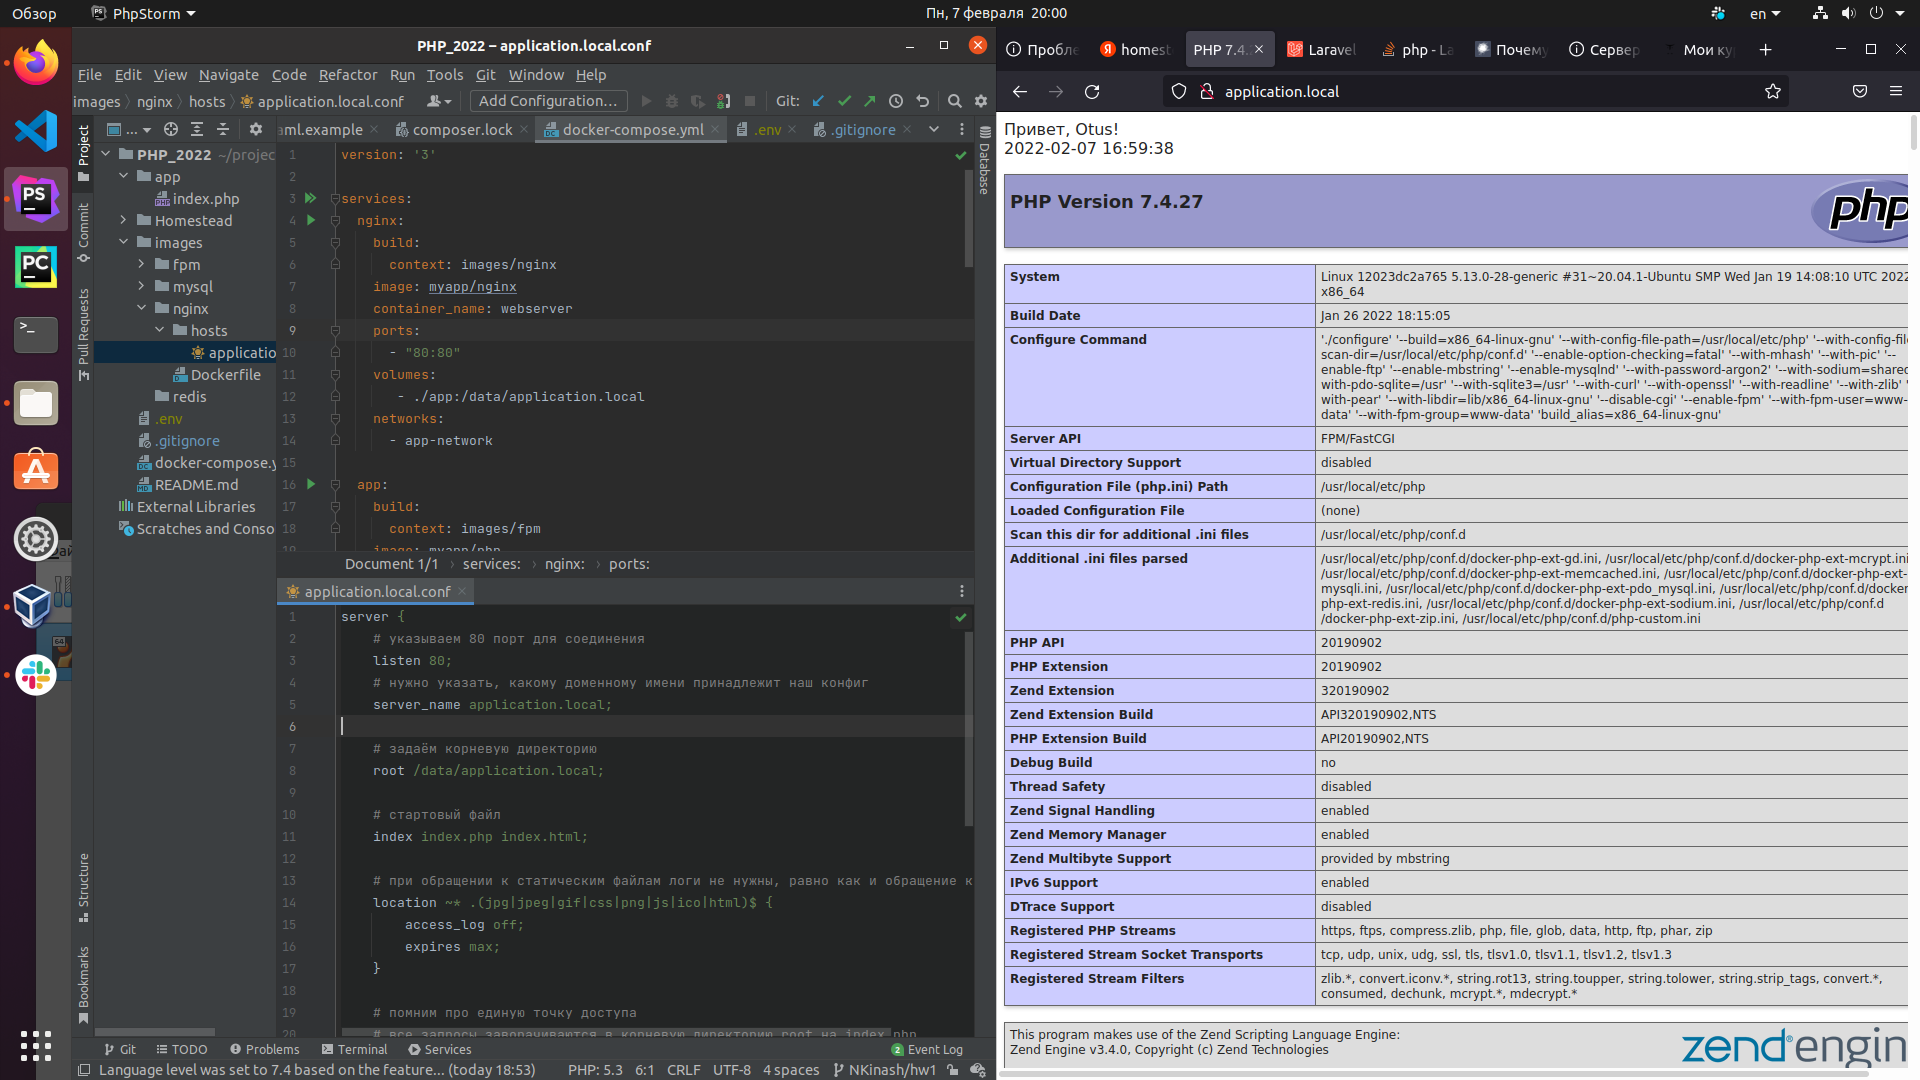 Обзор
PhpStorm
Пн, 7 февраля 20:00
en
PHP_2022 – application.local.conf
File Edit View Navigate Code Refactor Run Tools Git Window Help
images nginx hosts application.local.conf
Add Configuration...
Git:
Project
Commit
Pull Requests
Structure
Bookmarks
Database
PHP_2022 ~/projec
app
index.php
Homestead
images
fpm
mysql
nginx
hosts
applicatio
Dockerfile
redis
.env
.gitignore
docker-compose.y
README.md
External Libraries
Scratches and Conso
aml.example composer.lock docker-compose.yml .env .gitignore
1 version: '3'
2
3 services:
4 nginx:
5 build:
6 context: images/nginx
7 image: myapp/nginx
8 container_name: webserver
9 ports:
10 - "80:80"
11 volumes:
12 - ./app:/data/application.local
13 networks:
14 - app-network
15
16 app:
17 build:
18 context: images/fpm
19 image: myapp/php
Document 1/1 services: nginx: ports:
application.local.conf
1 server {
2 # указываем 80 порт для соединения
3 listen 80;
4 # нужно указать, какому доменному имени принадлежит наш конфиг
5 server_name application.local;
6
7 # задаём корневую директорию
8 root /data/application.local;
9
10 # стартовый файл
11 index index.php index.html;
12
13 # при обращении к статическим файлам логи не нужны, равно как и обращение к
14 location ~* .(jpg|jpeg|gif|css|png|js|ico|html)$ {
15 access_log off;
16 expires max;
17 }
18
19 # помним про единую точку доступа
20 # все запросы заворачиваются в корневую директорию root на index.php
Git TODO Problems Terminal Services
2 Event Log
Language level was set to 7.4 based on the feature... (today 18:53)
PHP: 5.3 6:1 CRLF UTF-8 4 spaces NKinash/hw1
Пробле homest PHP 7.4. Laravel php - La Почему Сервер Мои ку
application.local
Привет, Otus!
2022-02-07 16:59:38
PHP Version 7.4.27
php
System Linux 12023dc2a765 5.13.0-28-generic #31~20.04.1-Ubuntu SMP Wed Jan 19 14:08:10 UTC 2022
x86_64
Build Date Jan 26 2022 18:15:05
Configure Command './configure' '--build=x86_64-linux-gnu' '--with-config-file-path=/usr/local/etc/php' '--with-config-file-
scan-dir=/usr/local/etc/php/conf.d' '--enable-option-checking=fatal' '--with-mhash' '--with-pic' '--
enable-ftp' '--enable-mbstring' '--enable-mysqlnd' '--with-password-argon2' '--with-sodium=shared
with-pdo-sqlite=/usr' '--with-sqlite3=/usr' '--with-curl' '--with-openssl' '--with-readline' '--with-zlib' '
with-pear' '--with-libdir=lib/x86_64-linux-gnu' '--disable-cgi' '--enable-fpm' '--with-fpm-user=www-
data' '--with-fpm-group=www-data' 'build_alias=x86_64-linux-gnu'
Server API FPM/FastCGI
Virtual Directory Support disabled
Configuration File (php.ini) Path /usr/local/etc/php
Loaded Configuration File (none)
Scan this dir for additional .ini files /usr/local/etc/php/conf.d
Additional .ini files parsed /usr/local/etc/php/conf.d/docker-php-ext-gd.ini, /usr/local/etc/php/conf.d/docker-php-ext-mcrypt.ini
/usr/local/etc/php/conf.d/docker-php-ext-memcached.ini, /usr/local/etc/php/conf.d/docker-php-ext-
mysqli.ini, /usr/local/etc/php/conf.d/docker-php-ext-pdo_mysql.ini, /usr/local/etc/php/conf.d/docker-
php-ext-redis.ini, /usr/local/etc/php/conf.d/docker-php-ext-sodium.ini, /usr/local/etc/php/conf.d
/docker-php-ext-zip.ini, /usr/local/etc/php/conf.d/php-custom.ini
PHP API 20190902
PHP Extension 20190902
Zend Extension 320190902
Zend Extension Build API320190902,NTS
PHP Extension Build API20190902,NTS
Debug Build no
Thread Safety disabled
Zend Signal Handling enabled
Zend Memory Manager enabled
Zend Multibyte Support provided by mbstring
IPv6 Support enabled
DTrace Support disabled
Registered PHP Streams https, ftps, compress.zlib, php, file, glob, data, http, ftp, phar, zip
Registered Stream Socket Transports tcp, udp, unix, udg, ssl, tls, tlsv1.0, tlsv1.1, tlsv1.2, tlsv1.3
Registered Stream Filters zlib.*, convert.iconv.*, string.rot13, string.toupper, string.tolower, string.strip_tags, convert.*,
consumed, dechunk, mcrypt.*, mdecrypt.*
This program makes use of the Zend Scripting Language Engine:
Zend Engine v3.4.0, Copyright (c) Zend Technologies
zend engin